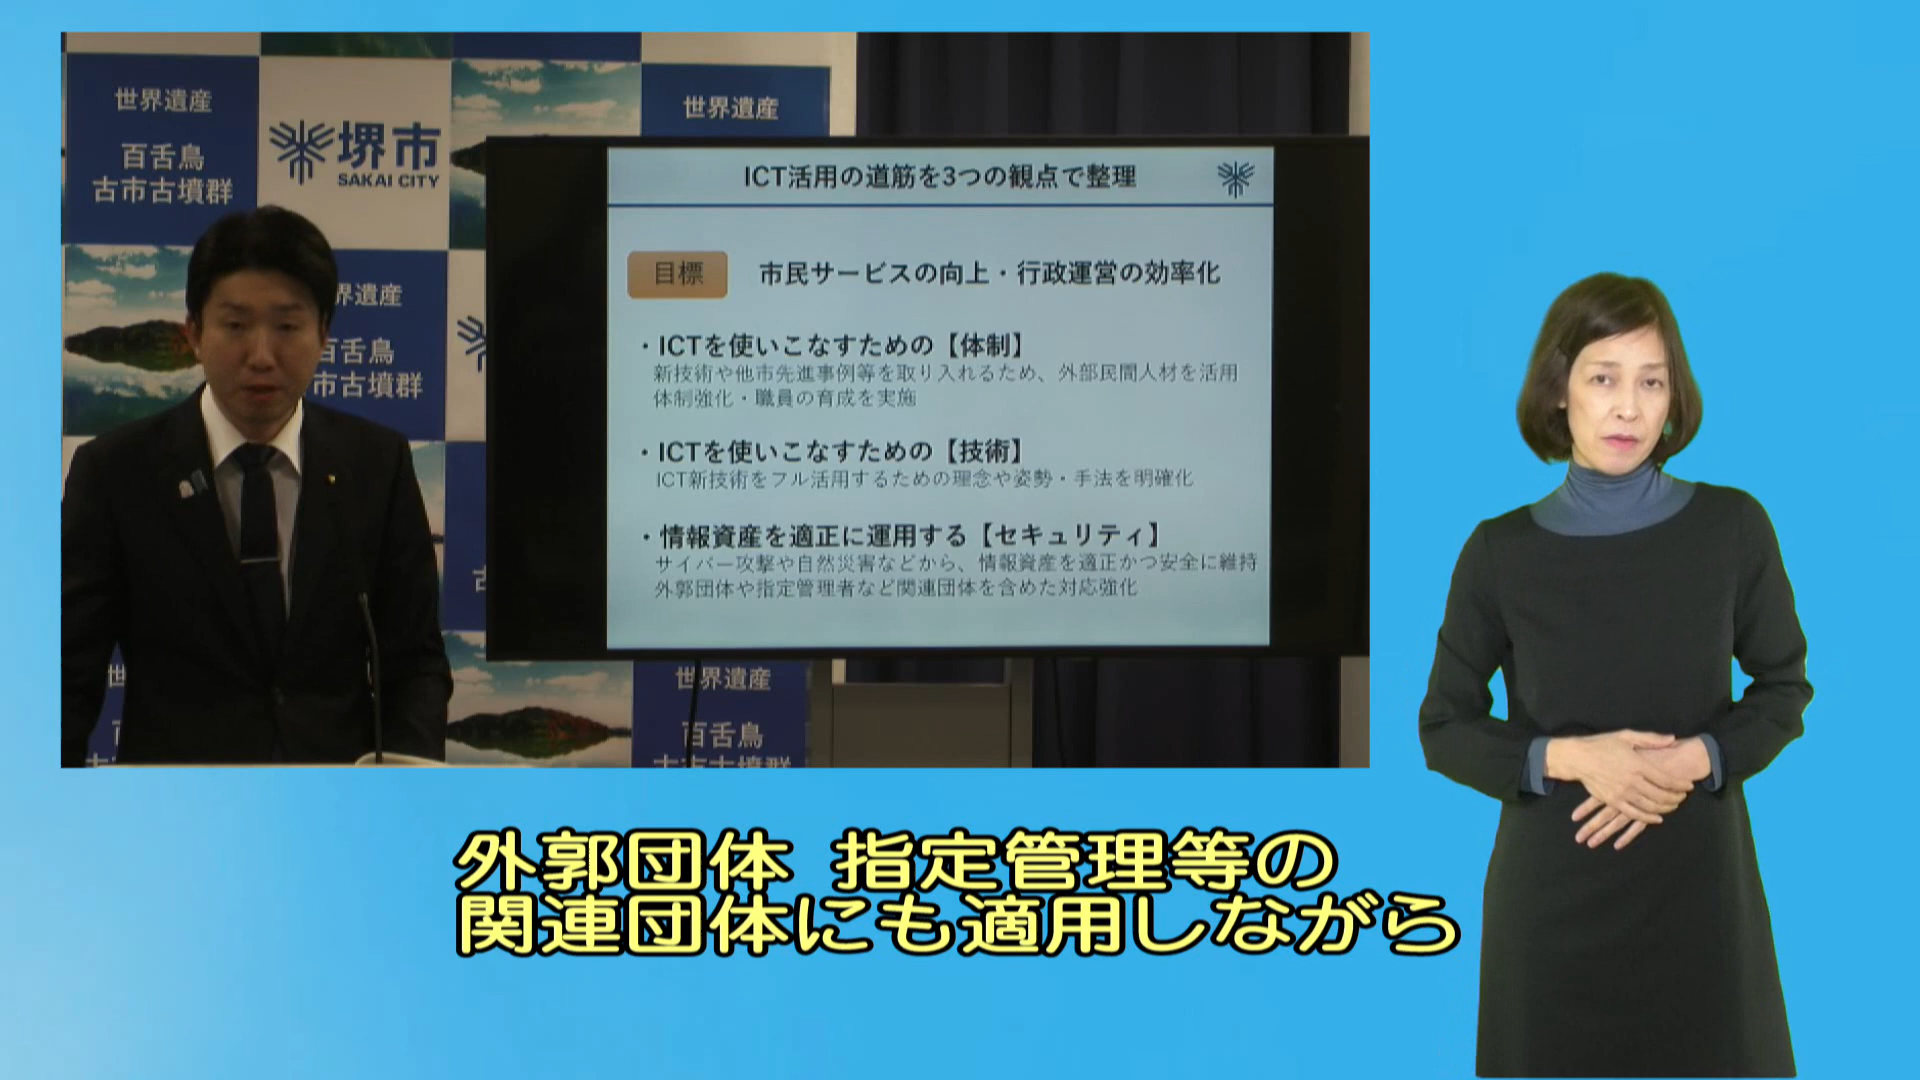 世界遺産
百舌鳥
古市古墳群
堺市
SAKAI CITY
世界遺産
界遺産
百舌鳥
市古墳群
ICT活用の道筋を3つの観点で整理
目標
市民サービスの向上・行政運営の効率化
・ICTを使いこなすための【体制】
新技術や他市先進事例等を取り入れるため、外部民間人材を活用
体制強化・職員の育成を実施
・ICTを使いこなすための【技術】
ICT新技術をフル活用するための理念や姿勢・手法を明確化
・情報資産を適正に運用する【セキュリティ】
サイバー攻撃や自然災害などから、情報資産を適正かつ安全に維持
外郭団体や指定管理者など関連団体を含めた対応強化
世界遺産
百舌鳥
古市古墳群
外郭団体 指定管理等の
関連団体にも適用しながら